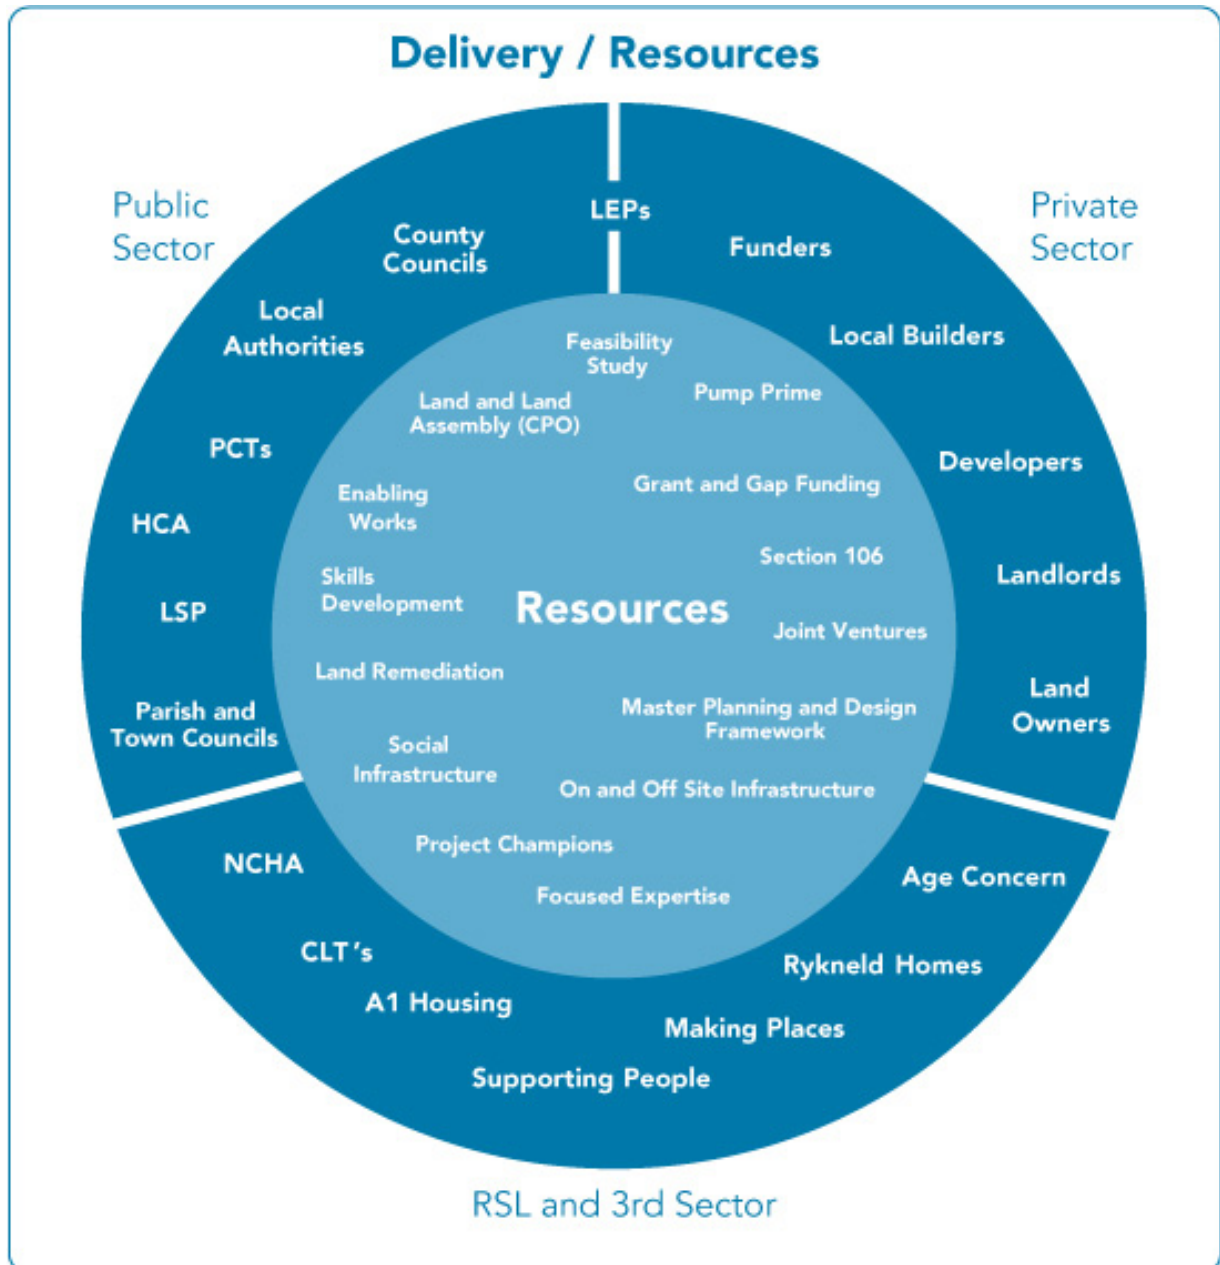 Delivery / Resources
Public
Sector
Private
Sector
LEPs
County
Councils
Local
Authorities
PCTs
HCA
LSP
Parish and
Town Councils
Funders
Local Builders
Developers
Landlords
Land
Owners
Feasibility
Study
Pump Prime
Land and Land
Assembly (CPO)
Grant and Gap Funding
Enabling
Works
Section 106
Skills
Development
Resources
Joint Ventures
Land Remediation
Master Planning and Design
Framework
Social
Infrastructure
On and Off Site Infrastructure
Project Champions
Focused Expertise
NCHA
CLT's
A1 Housing
Supporting People
Making Places
Rykneld Homes
Age Concern
RSL and 3rd Sector